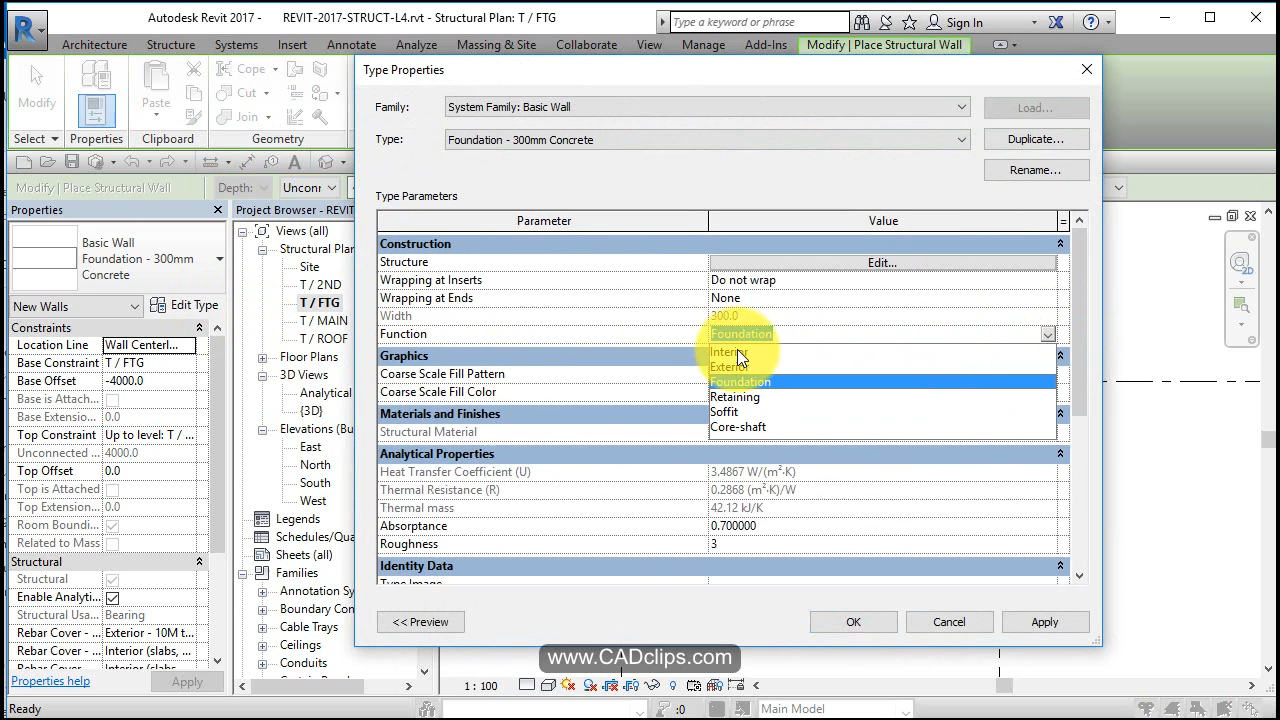 Autodesk Revit 2017 - REVIT-2017-STRUCT-L4.rvt - Structural Plan: T / FTG
Type a keyword or phrase
Sign In
Architecture Structure Systems Insert Annotate Analyze Massing & Site Collaborate View Manage Add-Ins Modify | Place Structural Wall
Modify
Paste
Cope
Cut
Join
Select Properties Clipboard Geometry
Modify | Place Structural Wall
Depth:
Uncon
Properties
Basic Wall
Foundation - 300mm
Concrete
New Walls
Edit Type
Constraints
Location Line Wall Centerl...
Base Constraint T / FTG
Base Offset -4000.0
Base is Attach...
Base Extension... 0.0
Top Constraint Up to level: T / ...
Unconnected ... 4000.0
Top Offset 0.0
Top is Attached
Top Extension... 0.0
Room Boundi...
Related to Mass
Structural
Structural
Enable Analyti...
Structural Usa... Bearing
Rebar Cover - ... Exterior - 10M t...
Rebar Cover - ... Interior (slabs, ...
Rebar Cover - ... Interior (slabs, ...
Properties help
Apply
Project Browser - REVIT
Views (all)
Structural Plan
Site
T / 2ND
T / FTG
T / MAIN
T / ROOF
Floor Plans
3D Views
Analytical
{3D}
Elevations (Bu
East
North
South
West
Legends
Schedules/Qua
Sheets (all)
Families
Annotation Sy
Boundary Con
Cable Trays
Ceilings
Conduits
Type Properties
Family:
System Family: Basic Wall
Load...
Type:
Foundation - 300mm Concrete
Duplicate...
Rename...
Type Parameters
Parameter Value =
Construction
Structure Edit...
Wrapping at Inserts Do not wrap
Wrapping at Ends None
Width 300.0
Function Foundation
Interior
Exterior
Foundation
Retaining
Soffit
Core-shaft
Graphics
Coarse Scale Fill Pattern
Coarse Scale Fill Color
Materials and Finishes
Structural Material
Analytical Properties
Heat Transfer Coefficient (U) 3.4867 W/(m²·K)
Thermal Resistance (R) 0.2868 (m²·K)/W
Thermal mass 42.12 kJ/K
Absorptance 0.700000
Roughness 3
Identity Data
Type Image
<< Preview
OK
Cancel
Apply
www.CADclips.com
1 : 100
Ready
:0
Main Model
2D